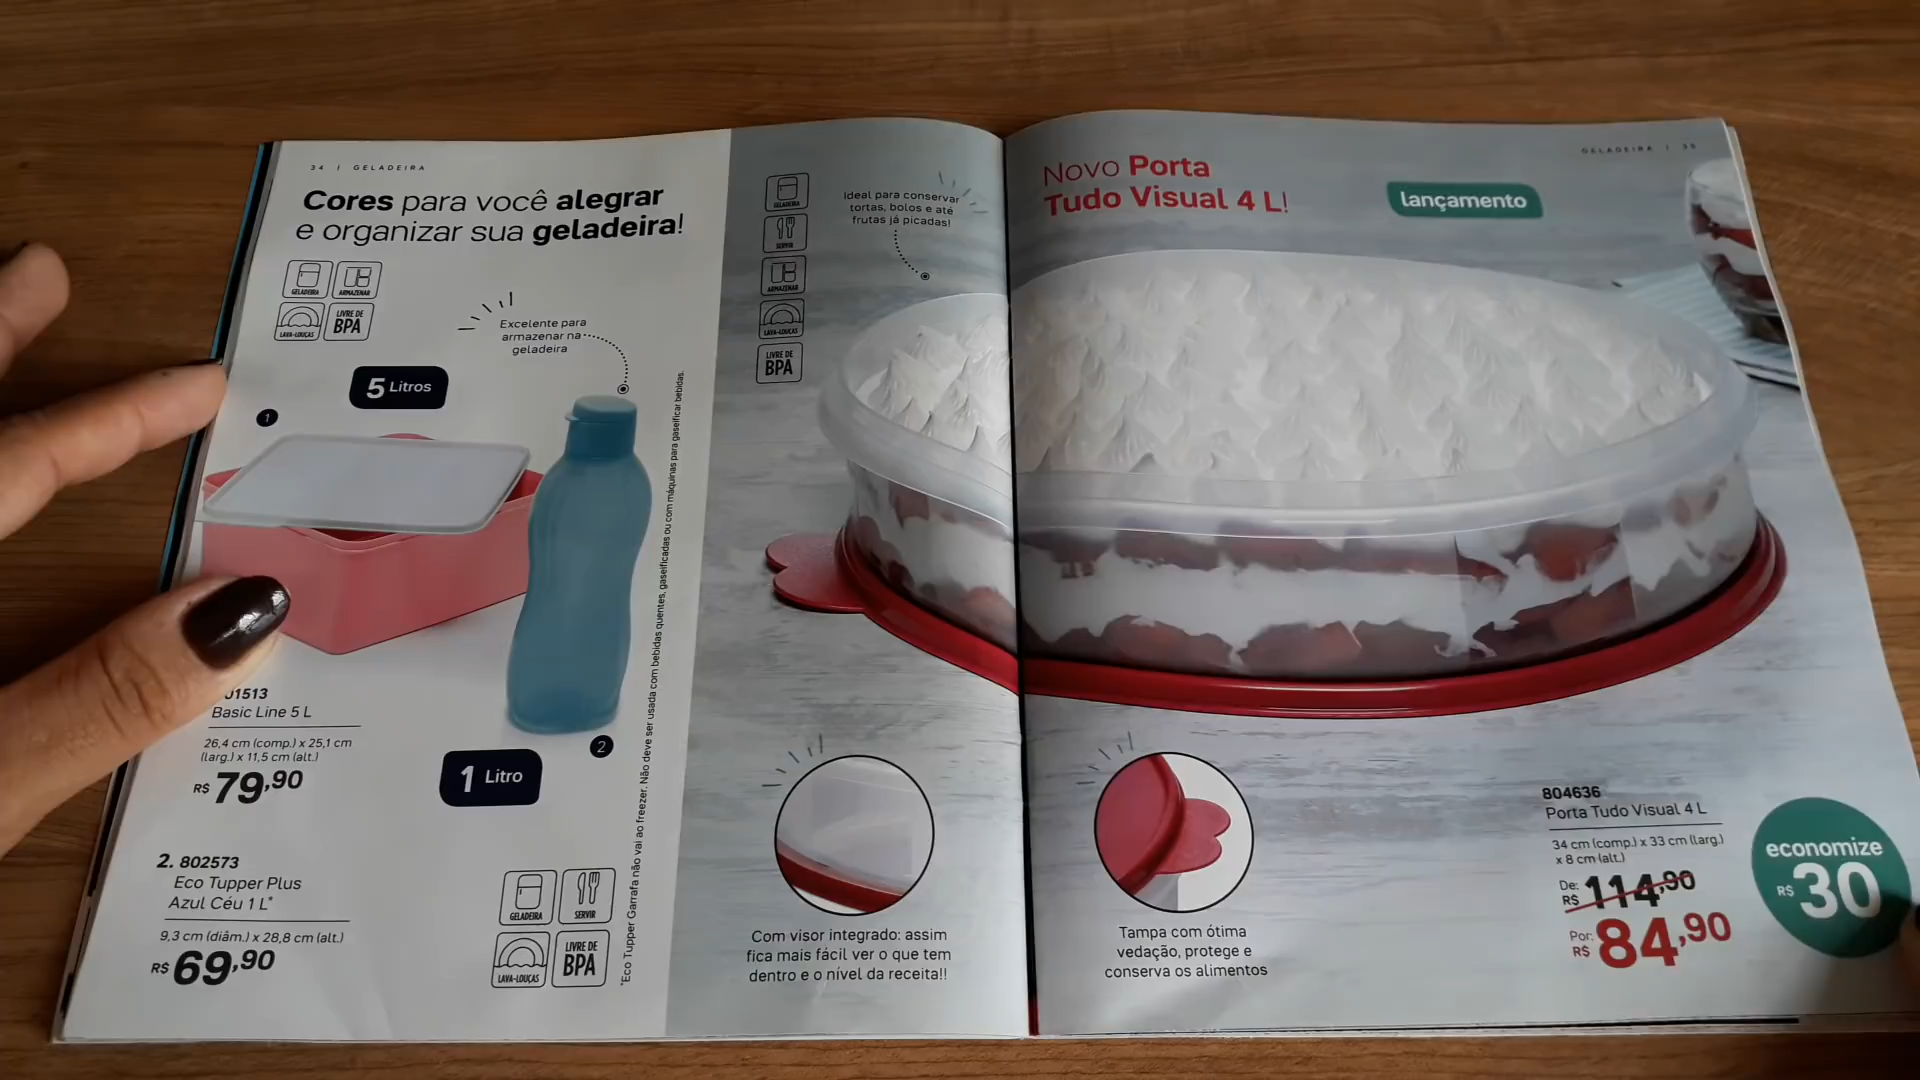 34 | GELADEIRA
Cores para você alegrar
e organizar sua geladeira!
GELADEIRA
ARMAZENAR
LAVA-LOUÇAS
LIVRE DE
BPA
Excelente para
armazenar na
geladeira
5 Litros
1
01513
Basic Line 5 L
26,4 cm (comp.) x 25,1 cm
(larg.) x 11,5 cm (alt.)
R$ 79,90
2
1 Litro
2. 802573
Eco Tupper Plus
Azul Céu 1 L*
9,3 cm (diâm.) x 28,8 cm (alt.)
R$ 69,90
GELADEIRA
SERVIR
LAVA-LOUÇAS
LIVRE DE
BPA
*Eco Tupper Garrafa não vai ao freezer. Não deve ser usada com bebidas quentes, gaseificadas ou com máquinas para gaseificar bebidas.
GELADEIRA
SERVIR
ARMAZENAR
LAVA-LOUÇAS
LIVRE DE
BPA
Ideal para conservar
tortas, bolos e até
frutas já picadas!
Com visor integrado: assim
fica mais fácil ver o que tem
dentro e o nível da receita!!
GELADEIRA | 35
Novo Porta
Tudo Visual 4 L!
lançamento
Tampa com ótima
vedação, protege e
conserva os alimentos
804636
Porta Tudo Visual 4 L
34 cm (comp.) x 33 cm (larg.)
x 8 cm (alt.)
De:
R$ 114,90
Por:
R$ 84,90
economize
R$ 30